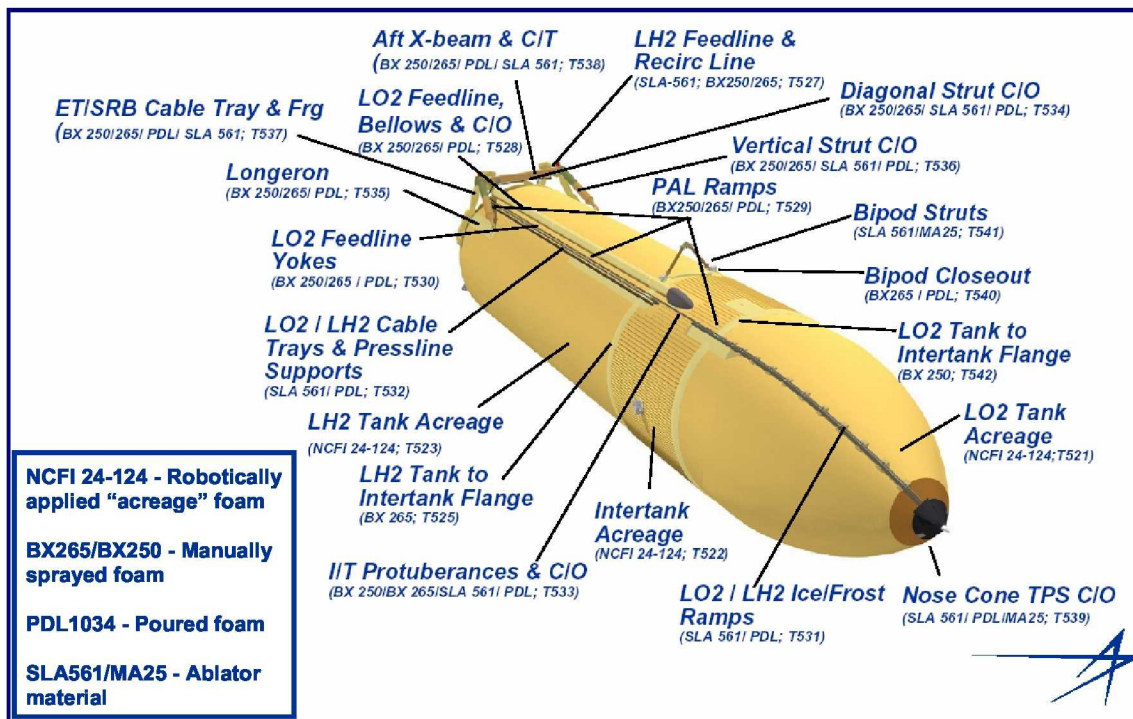 Aft X-beam & C/T
(BX 250/265/ PDL/ SLA 561; T538)
LH2 Feedline &
Recirc Line
(SLA-561; BX250/265; T527)
ET/SRB Cable Tray & Frg
(BX 250/265/ PDL/ SLA 561; T537)
LO2 Feedline,
Bellows & C/O
(BX 250/265/ PDL; T528)
Diagonal Strut C/O
(BX 250/265/ SLA 561/ PDL; T534)
Vertical Strut C/O
(BX 250/265/ SLA 561/PDL; T536)
Longeron
(BX 250/265/ PDL; T535)
PAL Ramps
(BX250/265/ PDL; T529)
Bipod Struts
(SLA 561/MA25; T541)
LO2 Feedline
Yokes
(BX 250/265 / PDL; T530)
Bipod Closeout
(BX265 / PDL; T540)
LO2 / LH2 Cable
Trays & Pressline
Supports
(SLA 561/ PDL; T532)
LO2 Tank to
Intertank Flange
(BX 250; T542)
LH2 Tank Acreage
(NCFI 24-124; T523)
LO2 Tank
Acreage
(NCFI 24-124;T521)
LH2 Tank to
Intertank Flange
(BX 265; T525)
Intertank
Acreage
(NCFI 24-124; T522)
I/T Protuberances & C/O
(BX 250/BX 265/SLA 561/ PDL; T533)
LO2 / LH2 Ice/Frost
Ramps
(SLA 561/ PDL; T531)
Nose Cone TPS C/O
(SLA 561/ PDL/MA25; T539)
NCFI 24-124 - Robotically
applied “acreage” foam
BX265/BX250 - Manually
sprayed foam
PDL1034 - Poured foam
SLA561/MA25 - Ablator
material